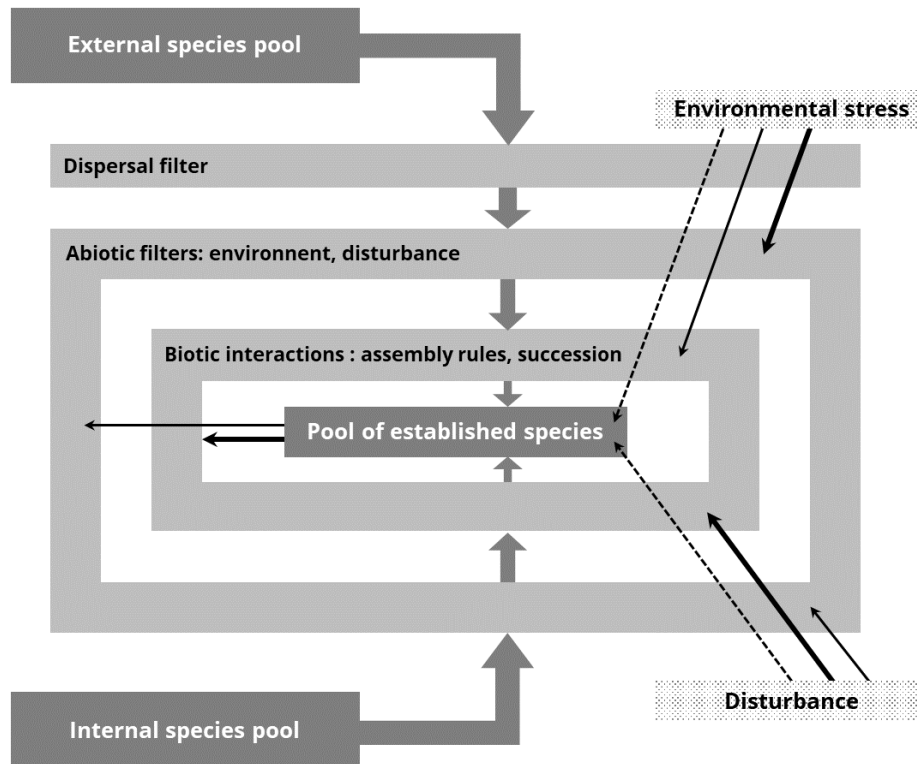 External species pool
Environmental stress
Dispersal filter
Abiotic filters: environnent, disturbance
Biotic interactions : assembly rules, succession
Pool of established species
Disturbance
Internal species pool